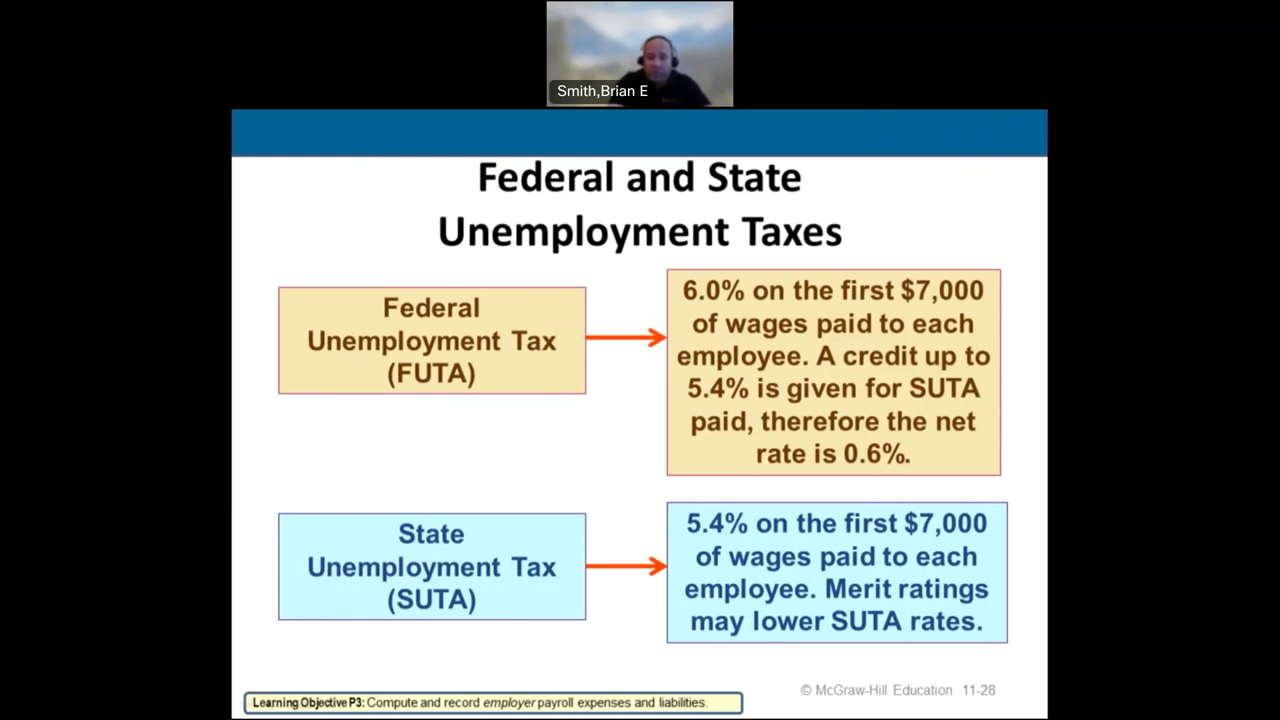 Smith,Brian E
Federal and State
Unemployment Taxes
Federal
Unemployment Tax
(FUTA)
6.0% on the first $7,000
of wages paid to each
employee. A credit up to
5.4% is given for SUTA
paid, therefore the net
rate is 0.6%.
State
Unemployment Tax
(SUTA)
5.4% on the first $7,000
of wages paid to each
employee. Merit ratings
may lower SUTA rates.
© McGraw-Hill Education 11-28
Learning Objective P3: Compute and record employer payroll expenses and liabilities.